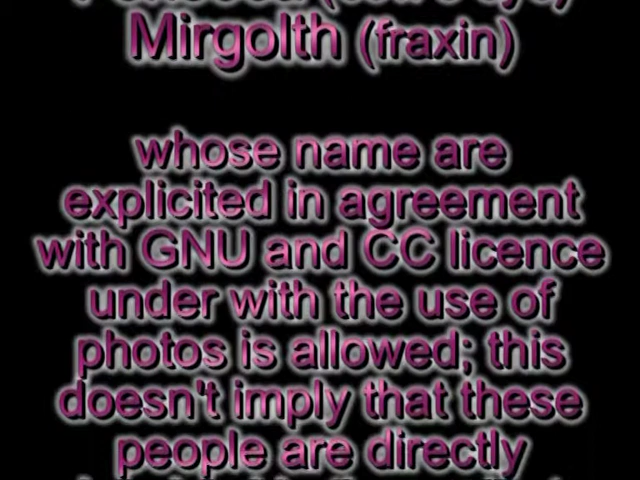 Mirgolth (fraxin)
whose name are
explicited in agreement
with GNU and CC licence
under with the use of
photos is allowed; this
doesn't imply that these
people are directly